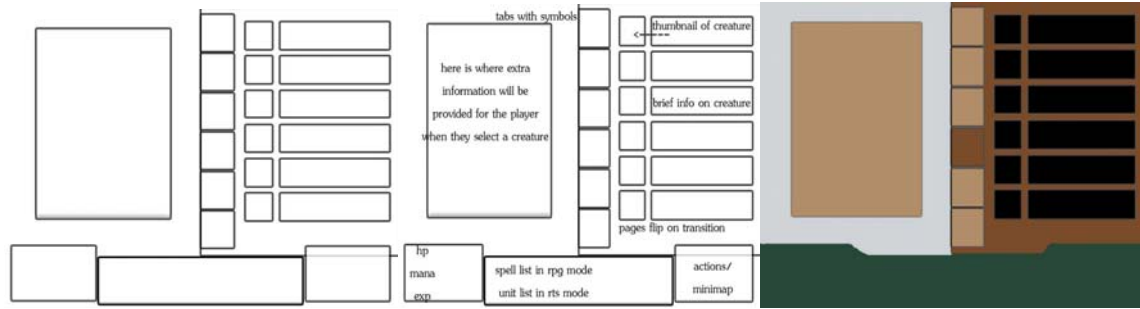 tabs with symbols
thumbnail of creature
<---
here is where extra
information will be
provided for the player
when they select a creature
brief info on creature
pages flip on transition
hp
mana
exp
spell list in rpg mode
unit list in rts mode
actions/
minimap